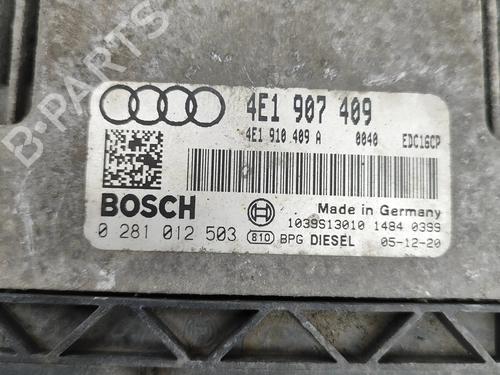 B-PARTS
4E1 907 409
4E1 910 409 A 0040 EDC16CP
BOSCH
Made in Germany
1039S13010 1484 0399
0 281 012 503 810 BPG DIESEL 05-12-20